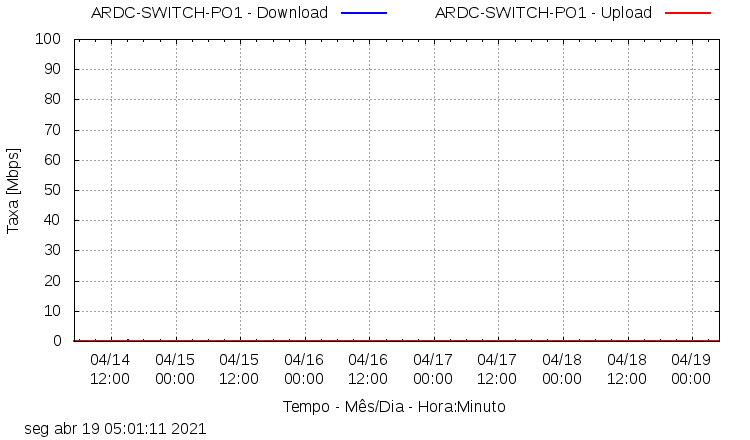 ARDC-SWITCH-PO1 - Download ARDC-SWITCH-PO1 - Upload
100
90
80
70
60
50
40
30
20
10
0
Taxa [Mbps]
04/14 04/15 04/15 04/16 04/16 04/17 04/17 04/18 04/18 04/19
12:00 00:00 12:00 00:00 12:00 00:00 12:00 00:00 12:00 00:00
Tempo - Mês/Dia - Hora:Minuto
seg abr 19 05:01:11 2021